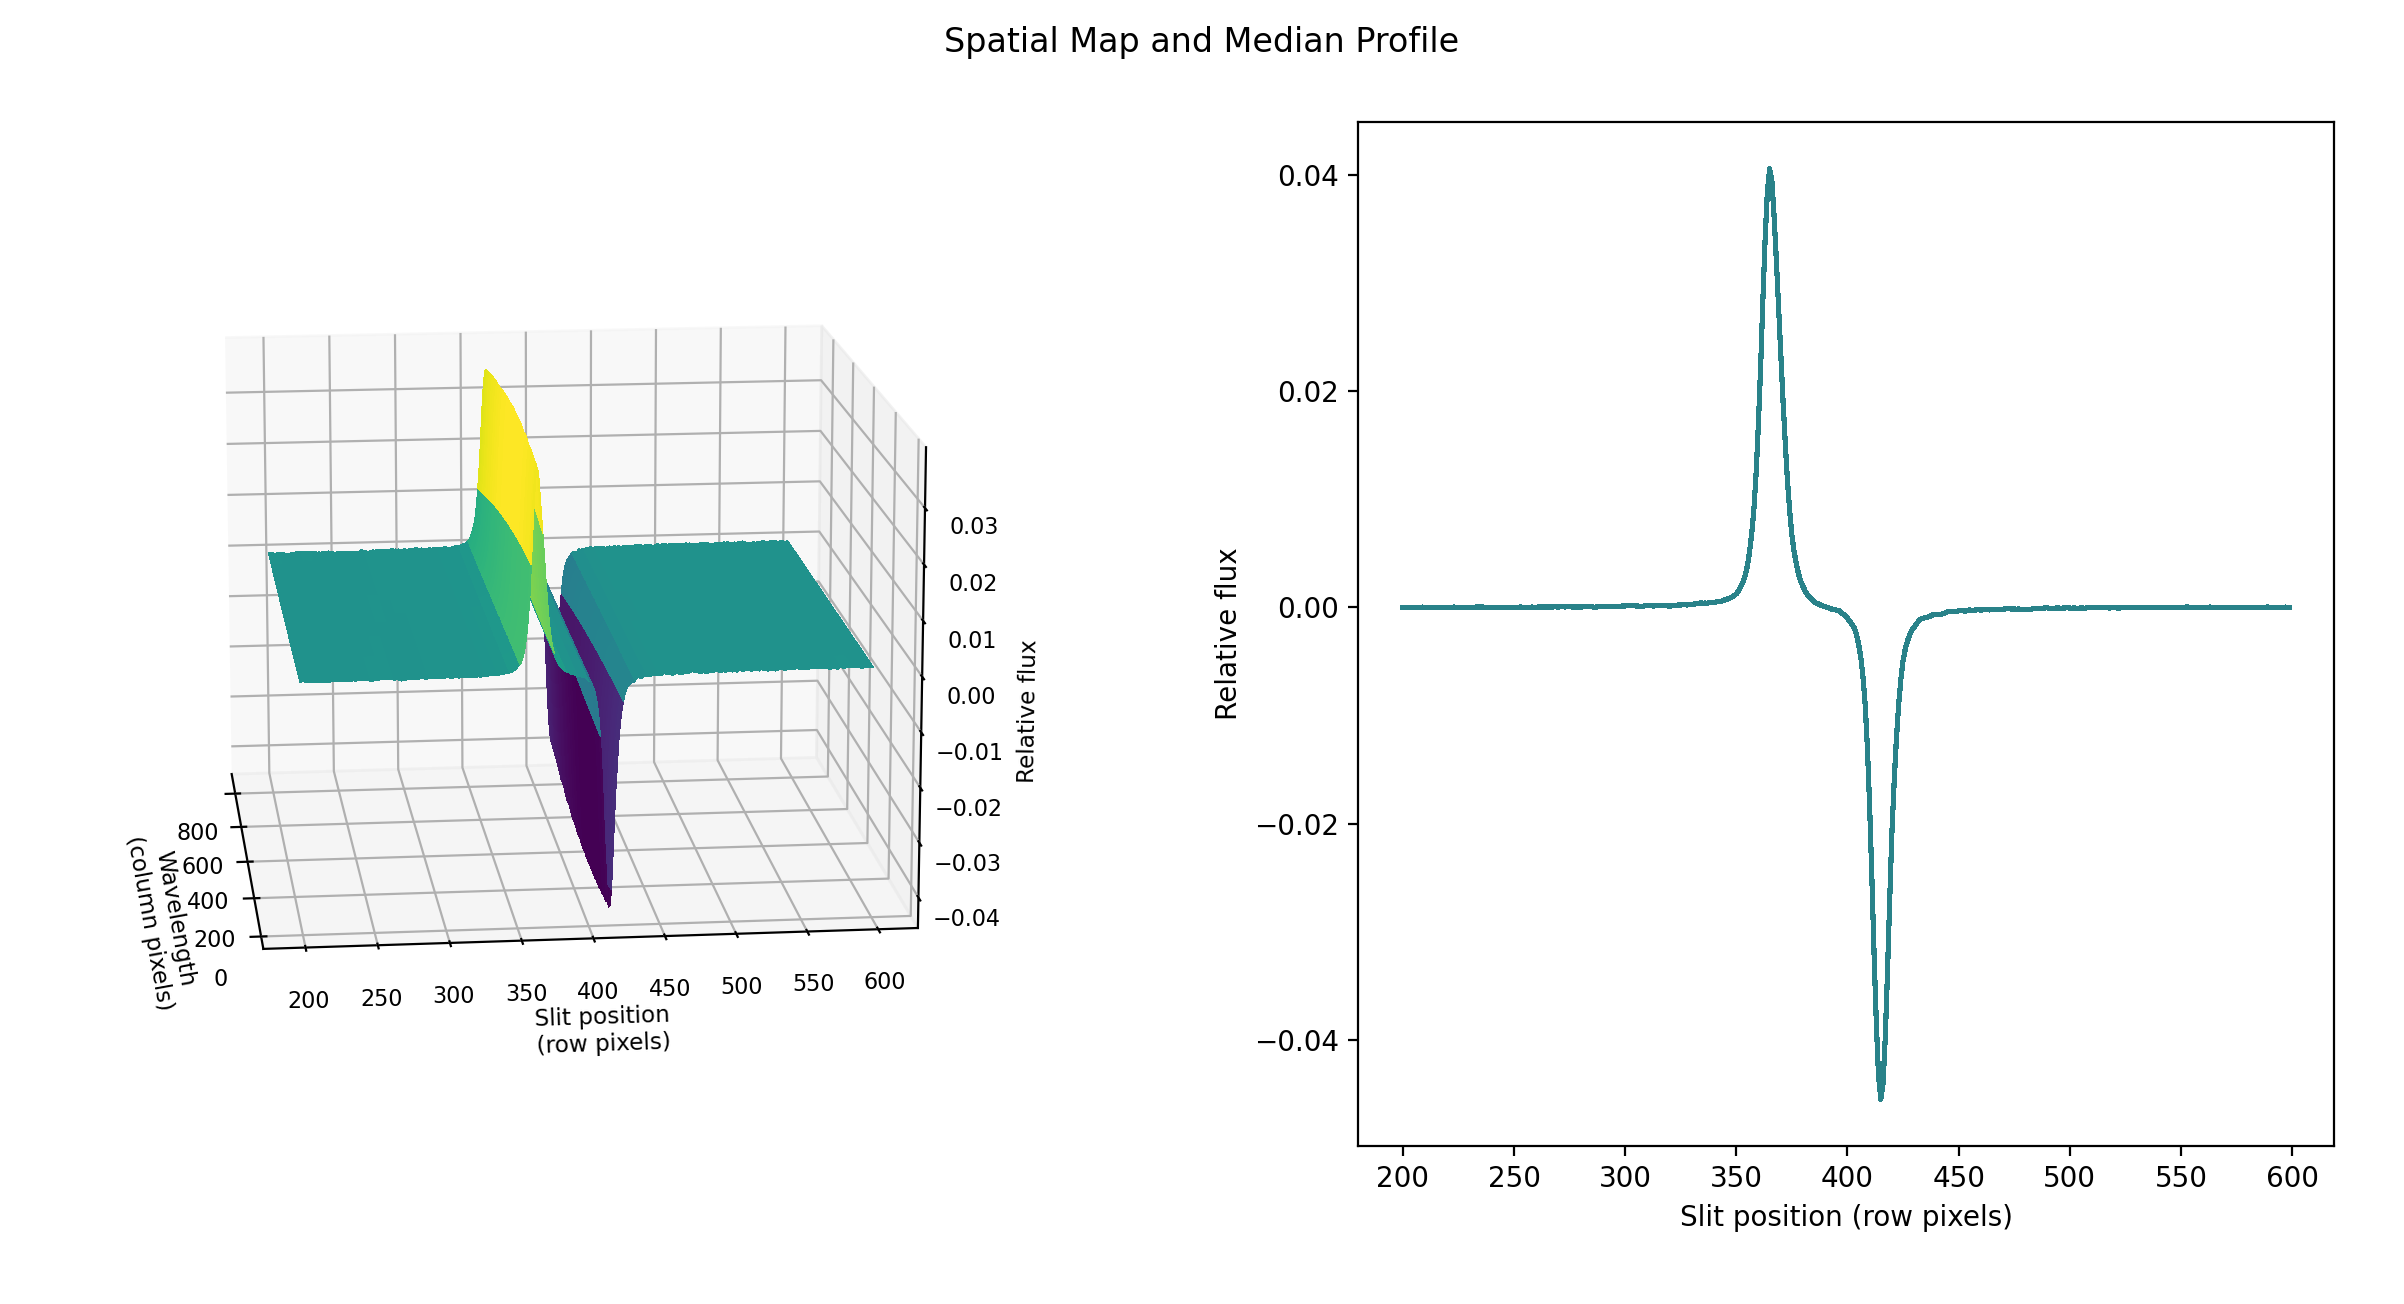 Spatial Map and Median Profile
0.03
0.02
0.01
0.00
−0.01
−0.02
−0.03
−0.04
Relative flux
800
600
400
200
0
Wavelength
(column pixels)
200 250 300 350 400 450 500 550 600
Slit position
(row pixels)
0.04
0.02
0.00
−0.02
−0.04
Relative flux
200 250 300 350 400 450 500 550 600
Slit position (row pixels)